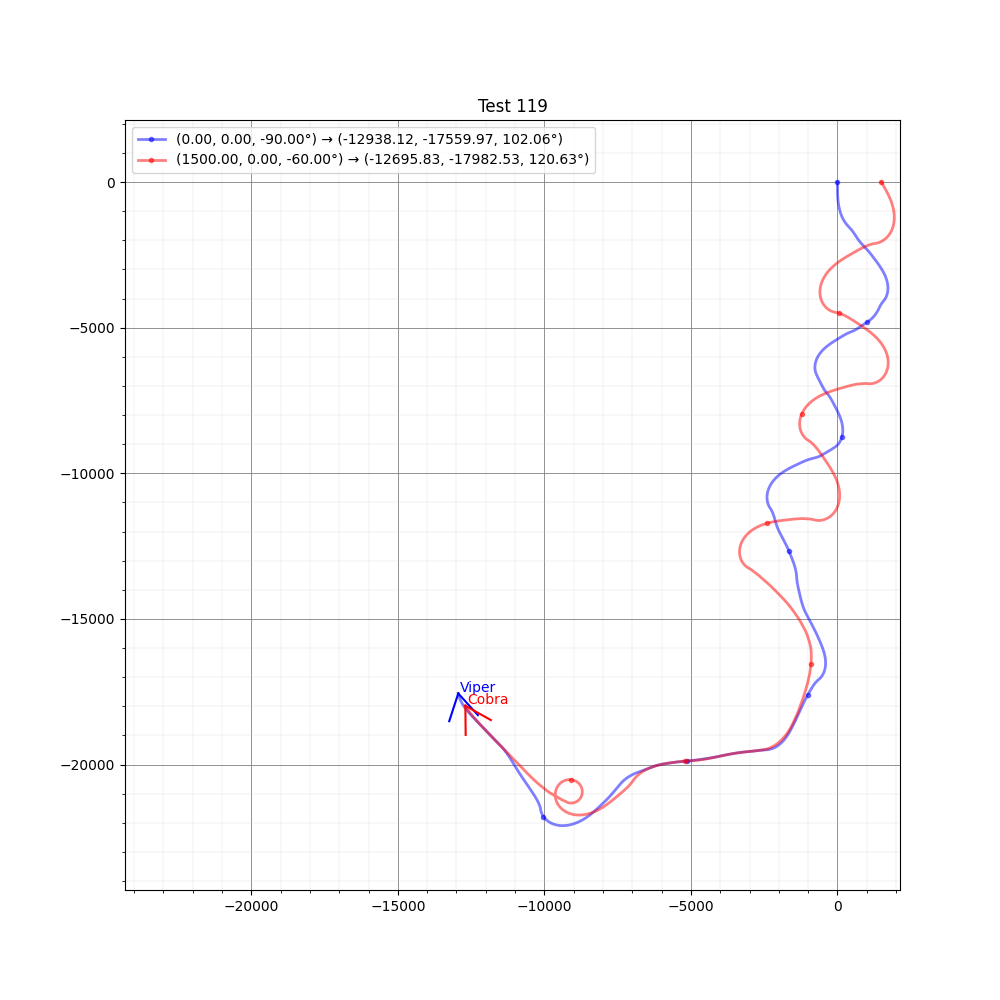 Test 119
(0.00, 0.00, -90.00°) → (-12938.12, -17559.97, 102.06°)
(1500.00, 0.00, -60.00°) → (-12695.83, -17982.53, 120.63°)
0
−5000
−10000
−15000
−20000
Viper
Cobra
−20000 −15000 −10000 −5000 0